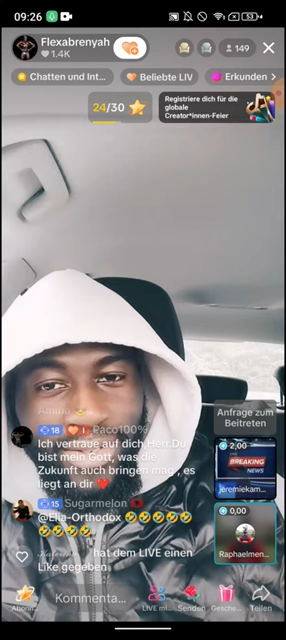 09:26
53
Flexabrenyah
1.4K
149
Chatten und Int...
Beliebte LIV
Erkunden
24/30
Registriere dich für die
globale
Creator*innen-Feier
Anfrage zum
Beitreten
18 I Paco100%
Ich vertraue auf dich,Herr.Du
bist mein Gott, was die
Zukunft auch bringen mag , es
liegt an dir ❤️
2,00
BREAKING
NEWS
jeremiekam...
15 Sugarmelon
@Elia-Orthodox 🤣🤣🤣🤣🤣
🤣🤣🤣🤣
0,00
Raphaelmen...
hat dem LIVE einen
Like gegeben
Abonn...
Kommenta...
LIVE mi...
Senden
Gesche...
Teilen